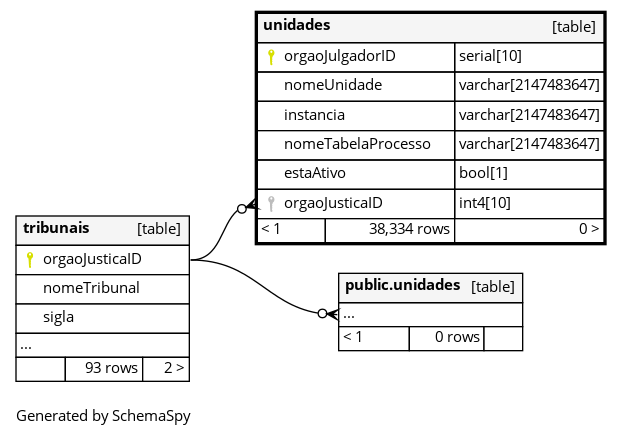 unidades [table]
orgaoJulgadorID serial[10]
nomeUnidade varchar[2147483647]
instancia varchar[2147483647]
nomeTabelaProcesso varchar[2147483647]
estaAtivo bool[1]
orgaoJusticaID int4[10]
< 1 38,334 rows 0 >
tribunais [table]
orgaoJusticaID
nomeTribunal
sigla
...
93 rows 2 >
public.unidades [table]
...
< 1 0 rows
Generated by SchemaSpy